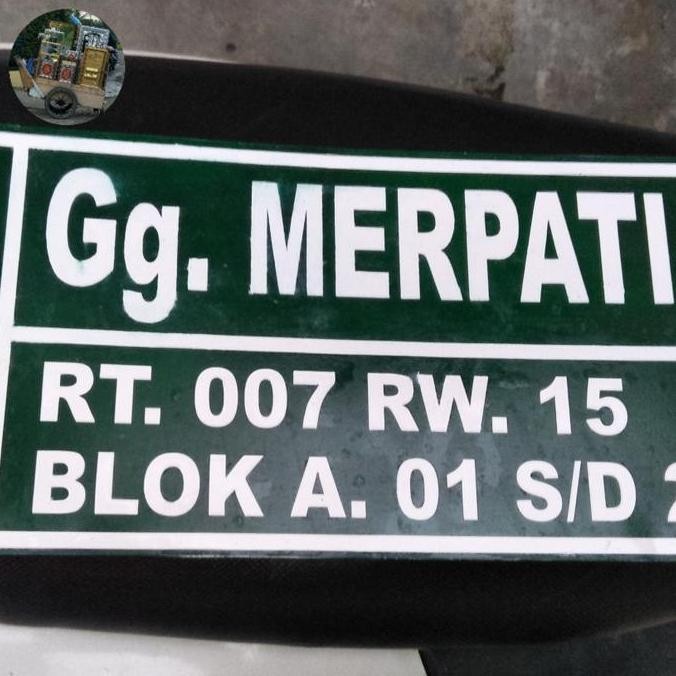 Gg. MERPATI
RT. 007 RW. 15
BLOK A. 01 S/D